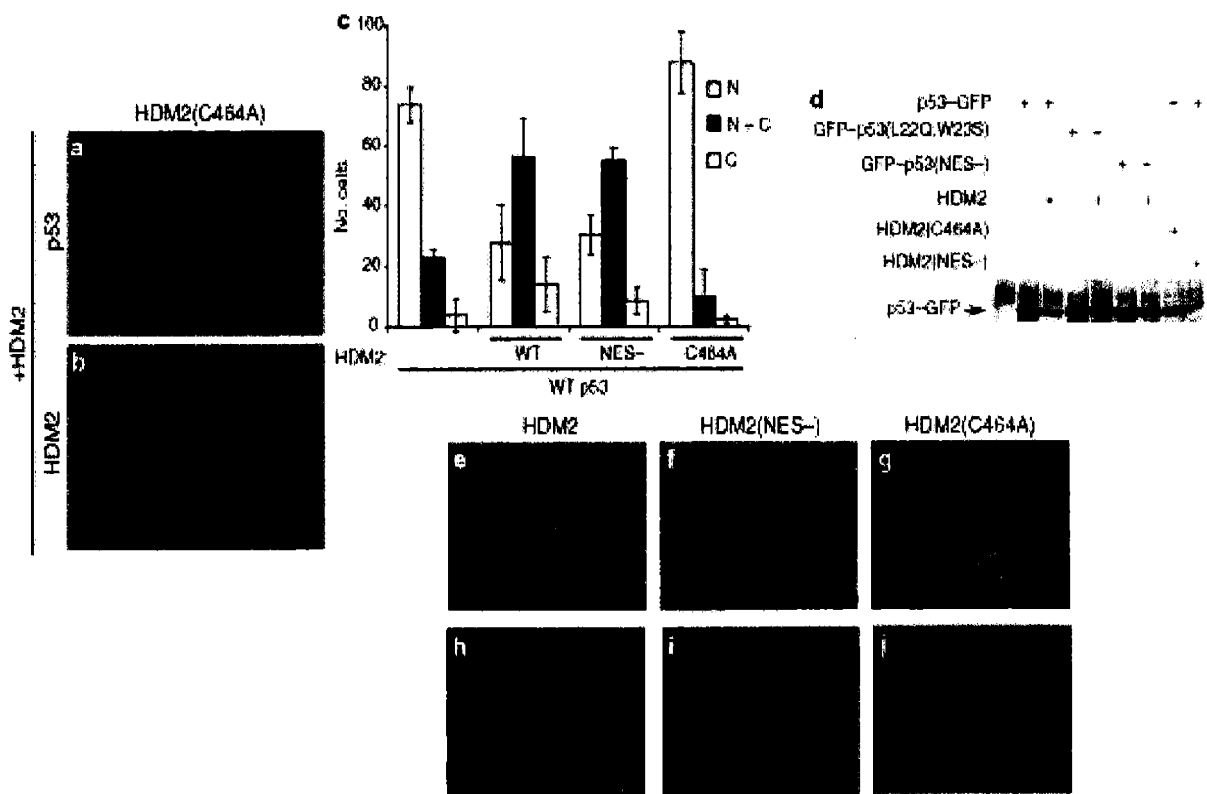 HDM2(C464A)
a
p53
+HDM2
b
HDM2
c
100
80
60
40
20
0
No. cells
N
N – C
C
HDM2:
WT
NES–
C464A
WT p53
d
p53–GFP
GFP–p53(L22Q;W23S)
GFP–p53(NES–)
HDM2
HDM2(C464A)
HDM2(NES–)
p53–GFP
+ +
+ +
+ +
+ + +
+
+
+ +
HDM2
HDM2(NES–)
HDM2(C464A)
e
f
g
h
i
j